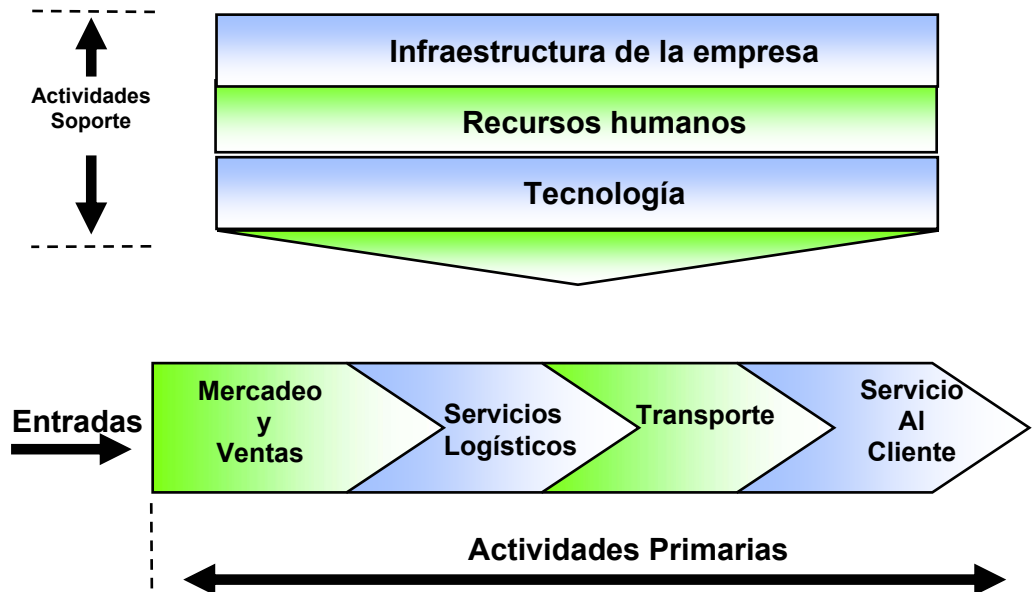 Infraestructura de la empresa
Actividades
Soporte
Recursos humanos
Tecnología
Entradas
Mercadeo
y
Ventas
Servicios
Logísticos
Transporte
Servicio
Al
Cliente
Actividades Primarias